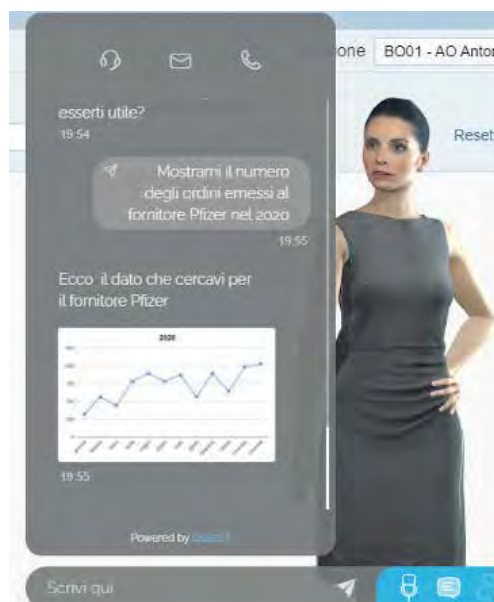 one
BO01 - AO Anton
esserti utile?
19:54
Reset
Mostrami il numero
degli ordini emessi al
fornitore Pfizer nel 2020
19:55
Ecco il dato che cercavi per
il fornitore Pfizer
2020
19:55
Powered by
Scrivi qui